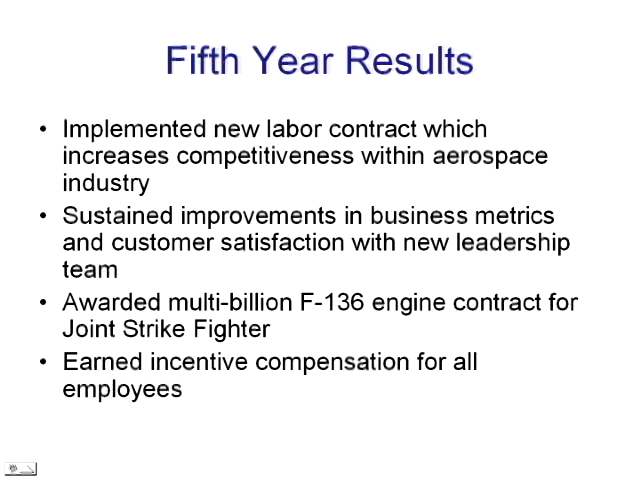 Fifth Year Results
• Implemented new labor contract which
increases competitiveness within aerospace
industry
• Sustained improvements in business metrics
and customer satisfaction with new leadership
team
• Awarded multi-billion F-136 engine contract for
Joint Strike Fighter
• Earned incentive compensation for all
employees